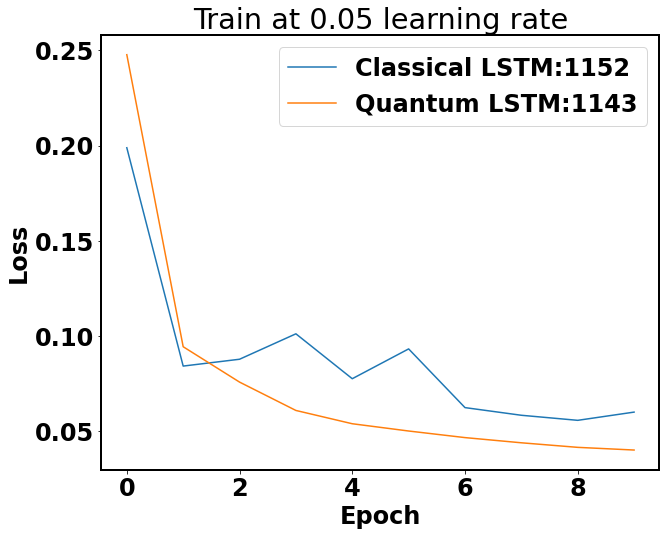 Train at 0.05 learning rate
Classical LSTM:1152
Quantum LSTM:1143
0.25
0.20
0.15
0.10
0.05
Loss
0 2 4 6 8
Epoch